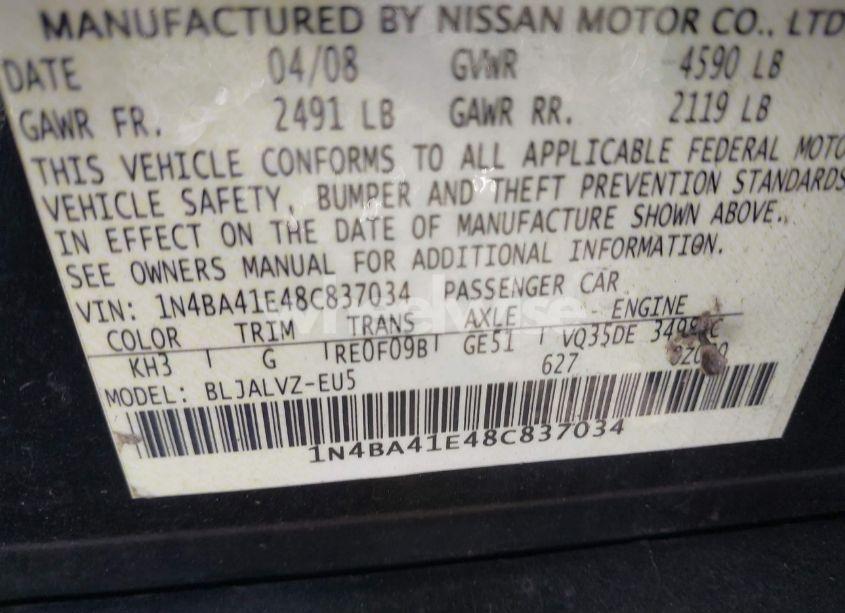 MANUFACTURED BY NISSAN MOTOR CO., LTD
DATE 04/08 GVWR 4590 LB
GAWR FR. 2491 LB GAWR RR. 2119 LB
THIS VEHICLE CONFORMS TO ALL APPLICABLE FEDERAL MOTO
VEHICLE SAFETY, BUMPER AND THEFT PREVENTION STANDARDS
IN EFFECT ON THE DATE OF MANUFACTURE SHOWN ABOVE.
SEE OWNERS MANUAL FOR ADDITIONAL INFORMATION.
VIN: 1N4BA41E48C837034 PASSENGER CAR
COLOR TRIM TRANS AXLE ENGINE
KH3 G RE0F09B GE51 VQ35DE
627
MODEL: BLJALVZ-EU5
1N4BA41E48C837034